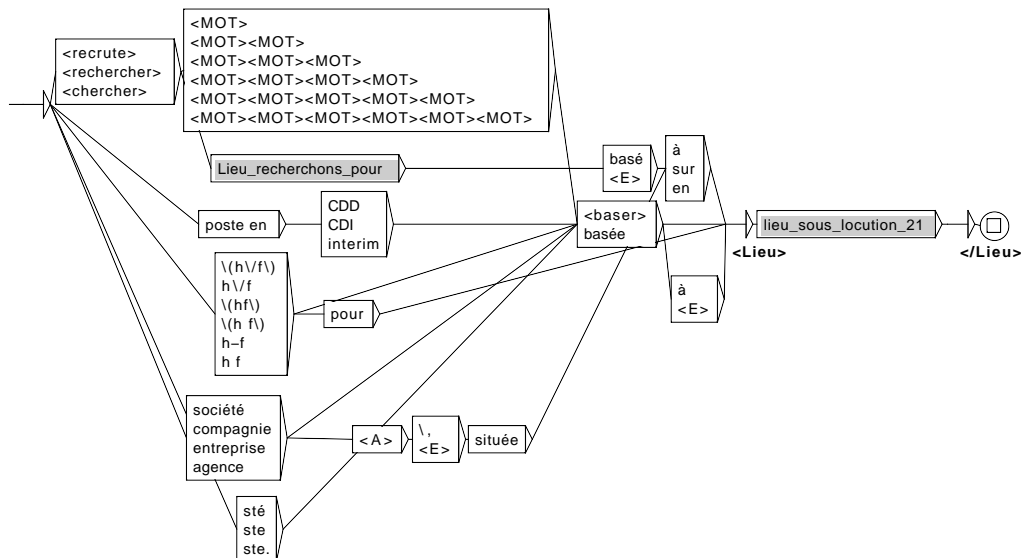 <recrute>
<rechercher>
<chercher>
<MOT>
<MOT><MOT>
<MOT><MOT><MOT>
<MOT><MOT><MOT><MOT>
<MOT><MOT><MOT><MOT><MOT>
<MOT><MOT><MOT><MOT><MOT><MOT>
Lieu_recherchons_pour
basé
<E>
à
sur
en
poste en
CDD
CDI
interim
<baser>
basée
lieu_sous_locution_21
<Lieu>
</Lieu>
\(h\/f\)
h\/f
\(hf\)
\(h f\)
h–f
h f
pour
à
<E>
société
compagnie
entreprise
agence
<A>
\,
<E>
située
sté
ste
ste.